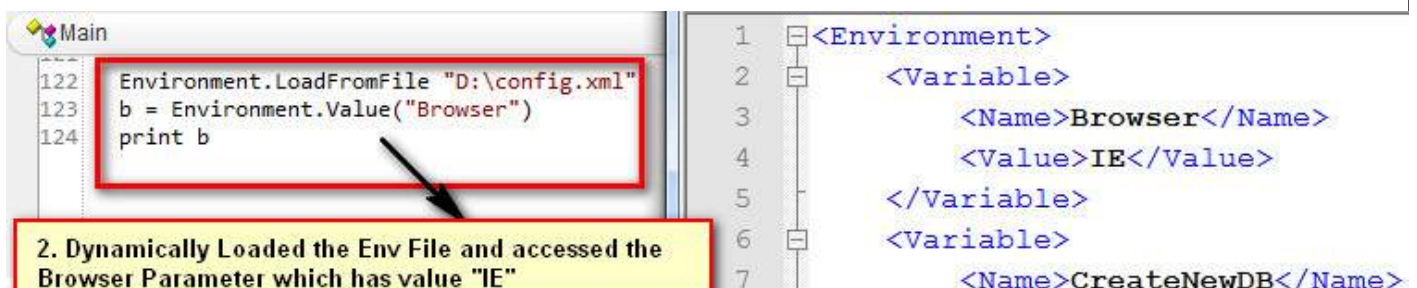 Main
122 Environment.LoadFromFile "D:\config.xml"
123 b = Environment.Value("Browser")
124 print b
2. Dynamically Loaded the Env File and accessed the
Browser Parameter which has value "IE"
1 <Environment>
2 <Variable>
3 <Name>Browser</Name>
4 <Value>IE</Value>
5 </Variable>
6 <Variable>
7 <Name>CreateNewDB</Name>